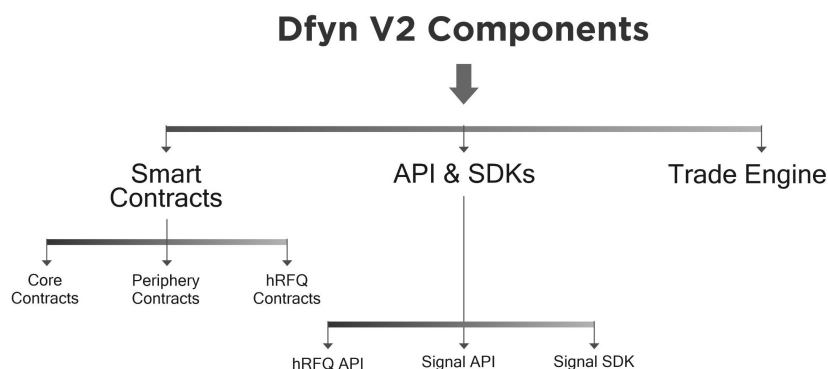 Dfyn V2 Components
Smart
Contracts
API & SDKs
Trade Engine
Core
Contracts
Periphery
Contracts
hRFQ
Contracts
hRFQ API
Signal API
Signal SDK